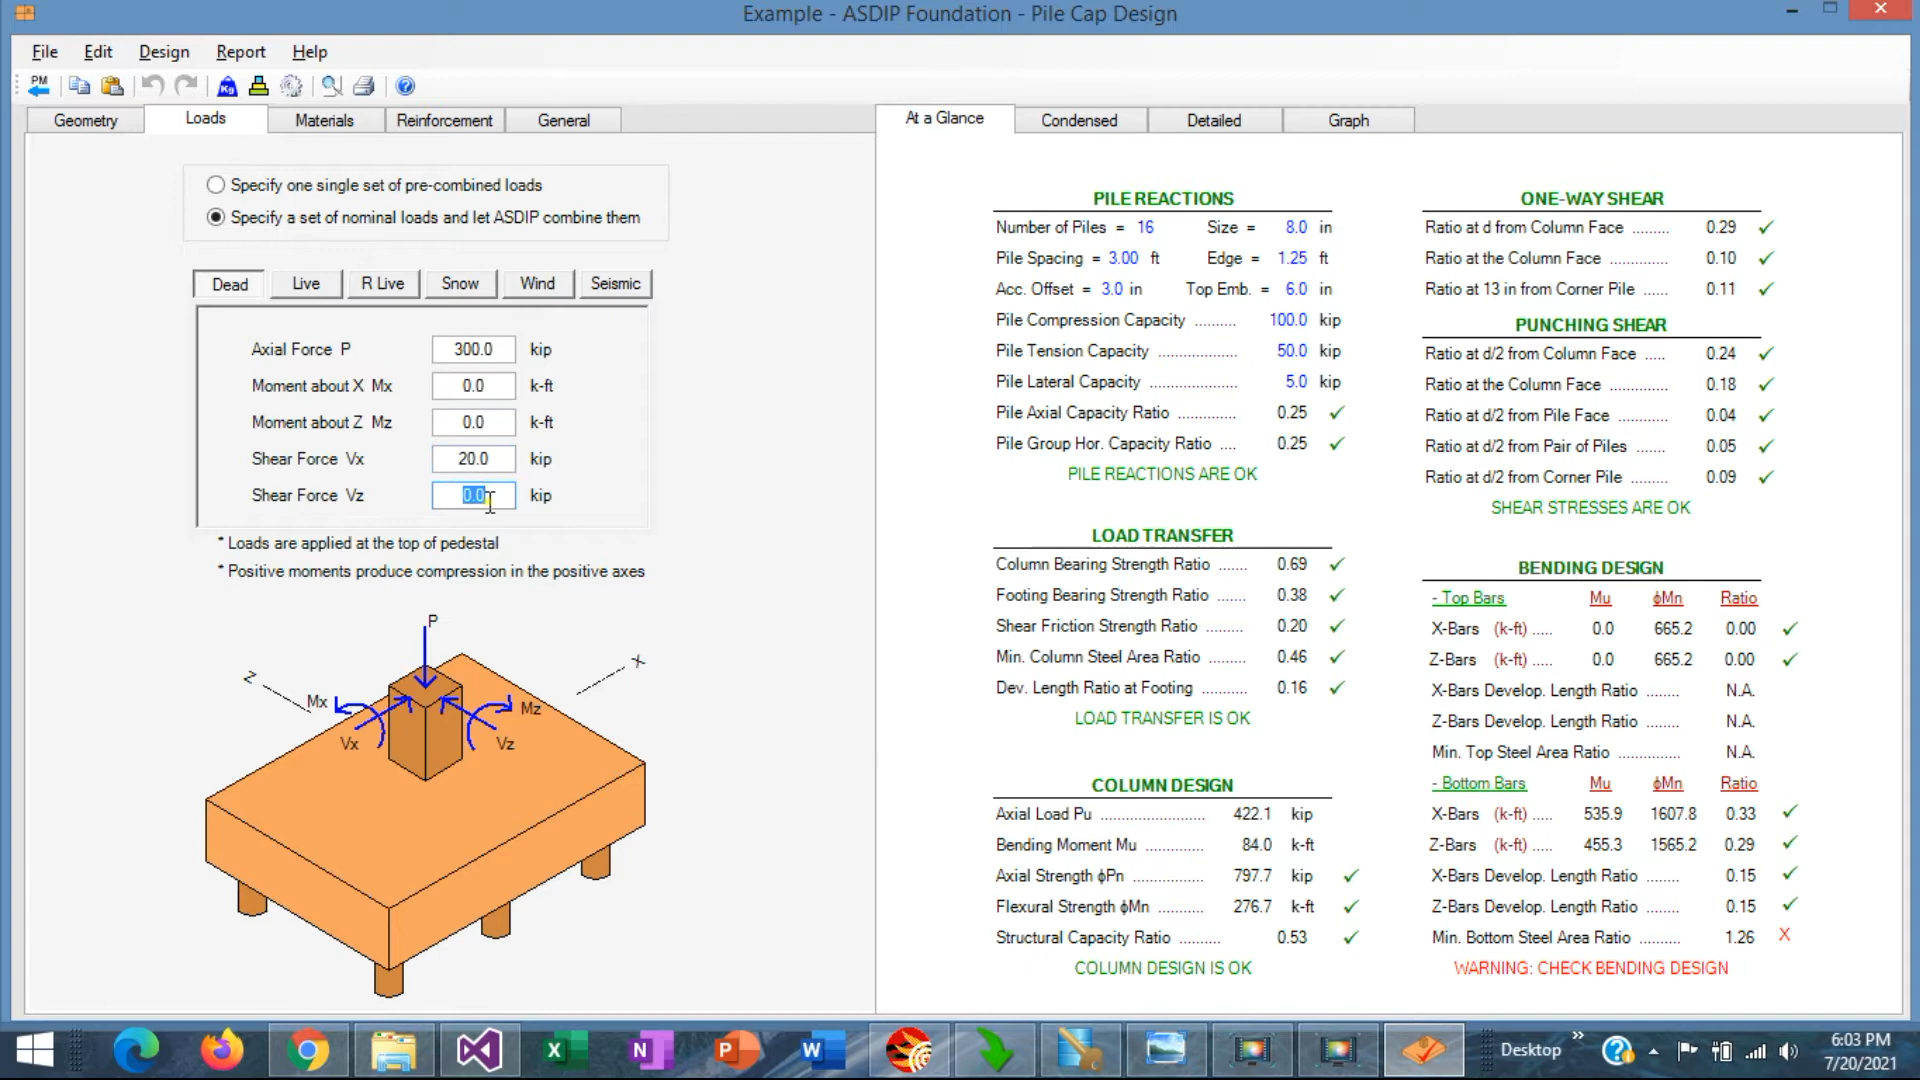 Example - ASDIP Foundation - Pile Cap Design
File Edit Design Report Help
PM
Kg
Geometry Loads Materials Reinforcement General
At a Glance Condensed Detailed Graph
Specify one single set of pre-combined loads
Specify a set of nominal loads and let ASDIP combine them
Dead Live R Live Snow Wind Seismic
Axial Force P 300.0 kip
Moment about X Mx 0.0 k-ft
Moment about Z Mz 0.0 k-ft
Shear Force Vx 20.0 kip
Shear Force Vz 0.0 kip
* Loads are applied at the top of pedestal
* Positive moments produce compression in the positive axes
P
Z
X
Mx
Mz
Vx
Vz
PILE REACTIONS
Number of Piles = 16 Size = 8.0 in
Pile Spacing = 3.00 ft Edge = 1.25 ft
Acc. Offset = 3.0 in Top Emb. = 6.0 in
Pile Compression Capacity .......... 100.0 kip
Pile Tension Capacity .................. 50.0 kip
Pile Lateral Capacity .................... 5.0 kip
Pile Axial Capacity Ratio ............. 0.25 ✓
Pile Group Hor. Capacity Ratio .... 0.25 ✓
PILE REACTIONS ARE OK
LOAD TRANSFER
Column Bearing Strength Ratio ....... 0.69 ✓
Footing Bearing Strength Ratio ....... 0.38 ✓
Shear Friction Strength Ratio ......... 0.20 ✓
Min. Column Steel Area Ratio ........ 0.46 ✓
Dev. Length Ratio at Footing ........... 0.16 ✓
LOAD TRANSFER IS OK
COLUMN DESIGN
Axial Load Pu ........................ 422.1 kip
Bending Moment Mu ............. 84.0 k-ft
Axial Strength ϕPn ................. 797.7 kip ✓
Flexural Strength ϕMn ........... 276.7 k-ft ✓
Structural Capacity Ratio ......... 0.53 ✓
COLUMN DESIGN IS OK
ONE-WAY SHEAR
Ratio at d from Column Face ......... 0.29 ✓
Ratio at the Column Face .............. 0.10 ✓
Ratio at 13 in from Corner Pile ...... 0.11 ✓
PUNCHING SHEAR
Ratio at d/2 from Column Face ..... 0.24 ✓
Ratio at the Column Face .............. 0.18 ✓
Ratio at d/2 from Pile Face ............ 0.04 ✓
Ratio at d/2 from Pair of Piles ........ 0.05 ✓
Ratio at d/2 from Corner Pile ......... 0.09 ✓
SHEAR STRESSES ARE OK
BENDING DESIGN
- Top Bars Mu ϕMn Ratio
X-Bars (k-ft) ..... 0.0 665.2 0.00 ✓
Z-Bars (k-ft) ..... 0.0 665.2 0.00 ✓
X-Bars Develop. Length Ratio ....... N.A.
Z-Bars Develop. Length Ratio ....... N.A.
Min. Top Steel Area Ratio .............. N.A.
- Bottom Bars Mu ϕMn Ratio
X-Bars (k-ft) ..... 535.9 1607.8 0.33 ✓
Z-Bars (k-ft) ..... 455.3 1565.2 0.29 ✓
X-Bars Develop. Length Ratio ....... 0.15 ✓
Z-Bars Develop. Length Ratio ....... 0.15 ✓
Min. Bottom Steel Area Ratio ......... 1.26 X
WARNING: CHECK BENDING DESIGN
Desktop
6:03 PM
7/20/2021